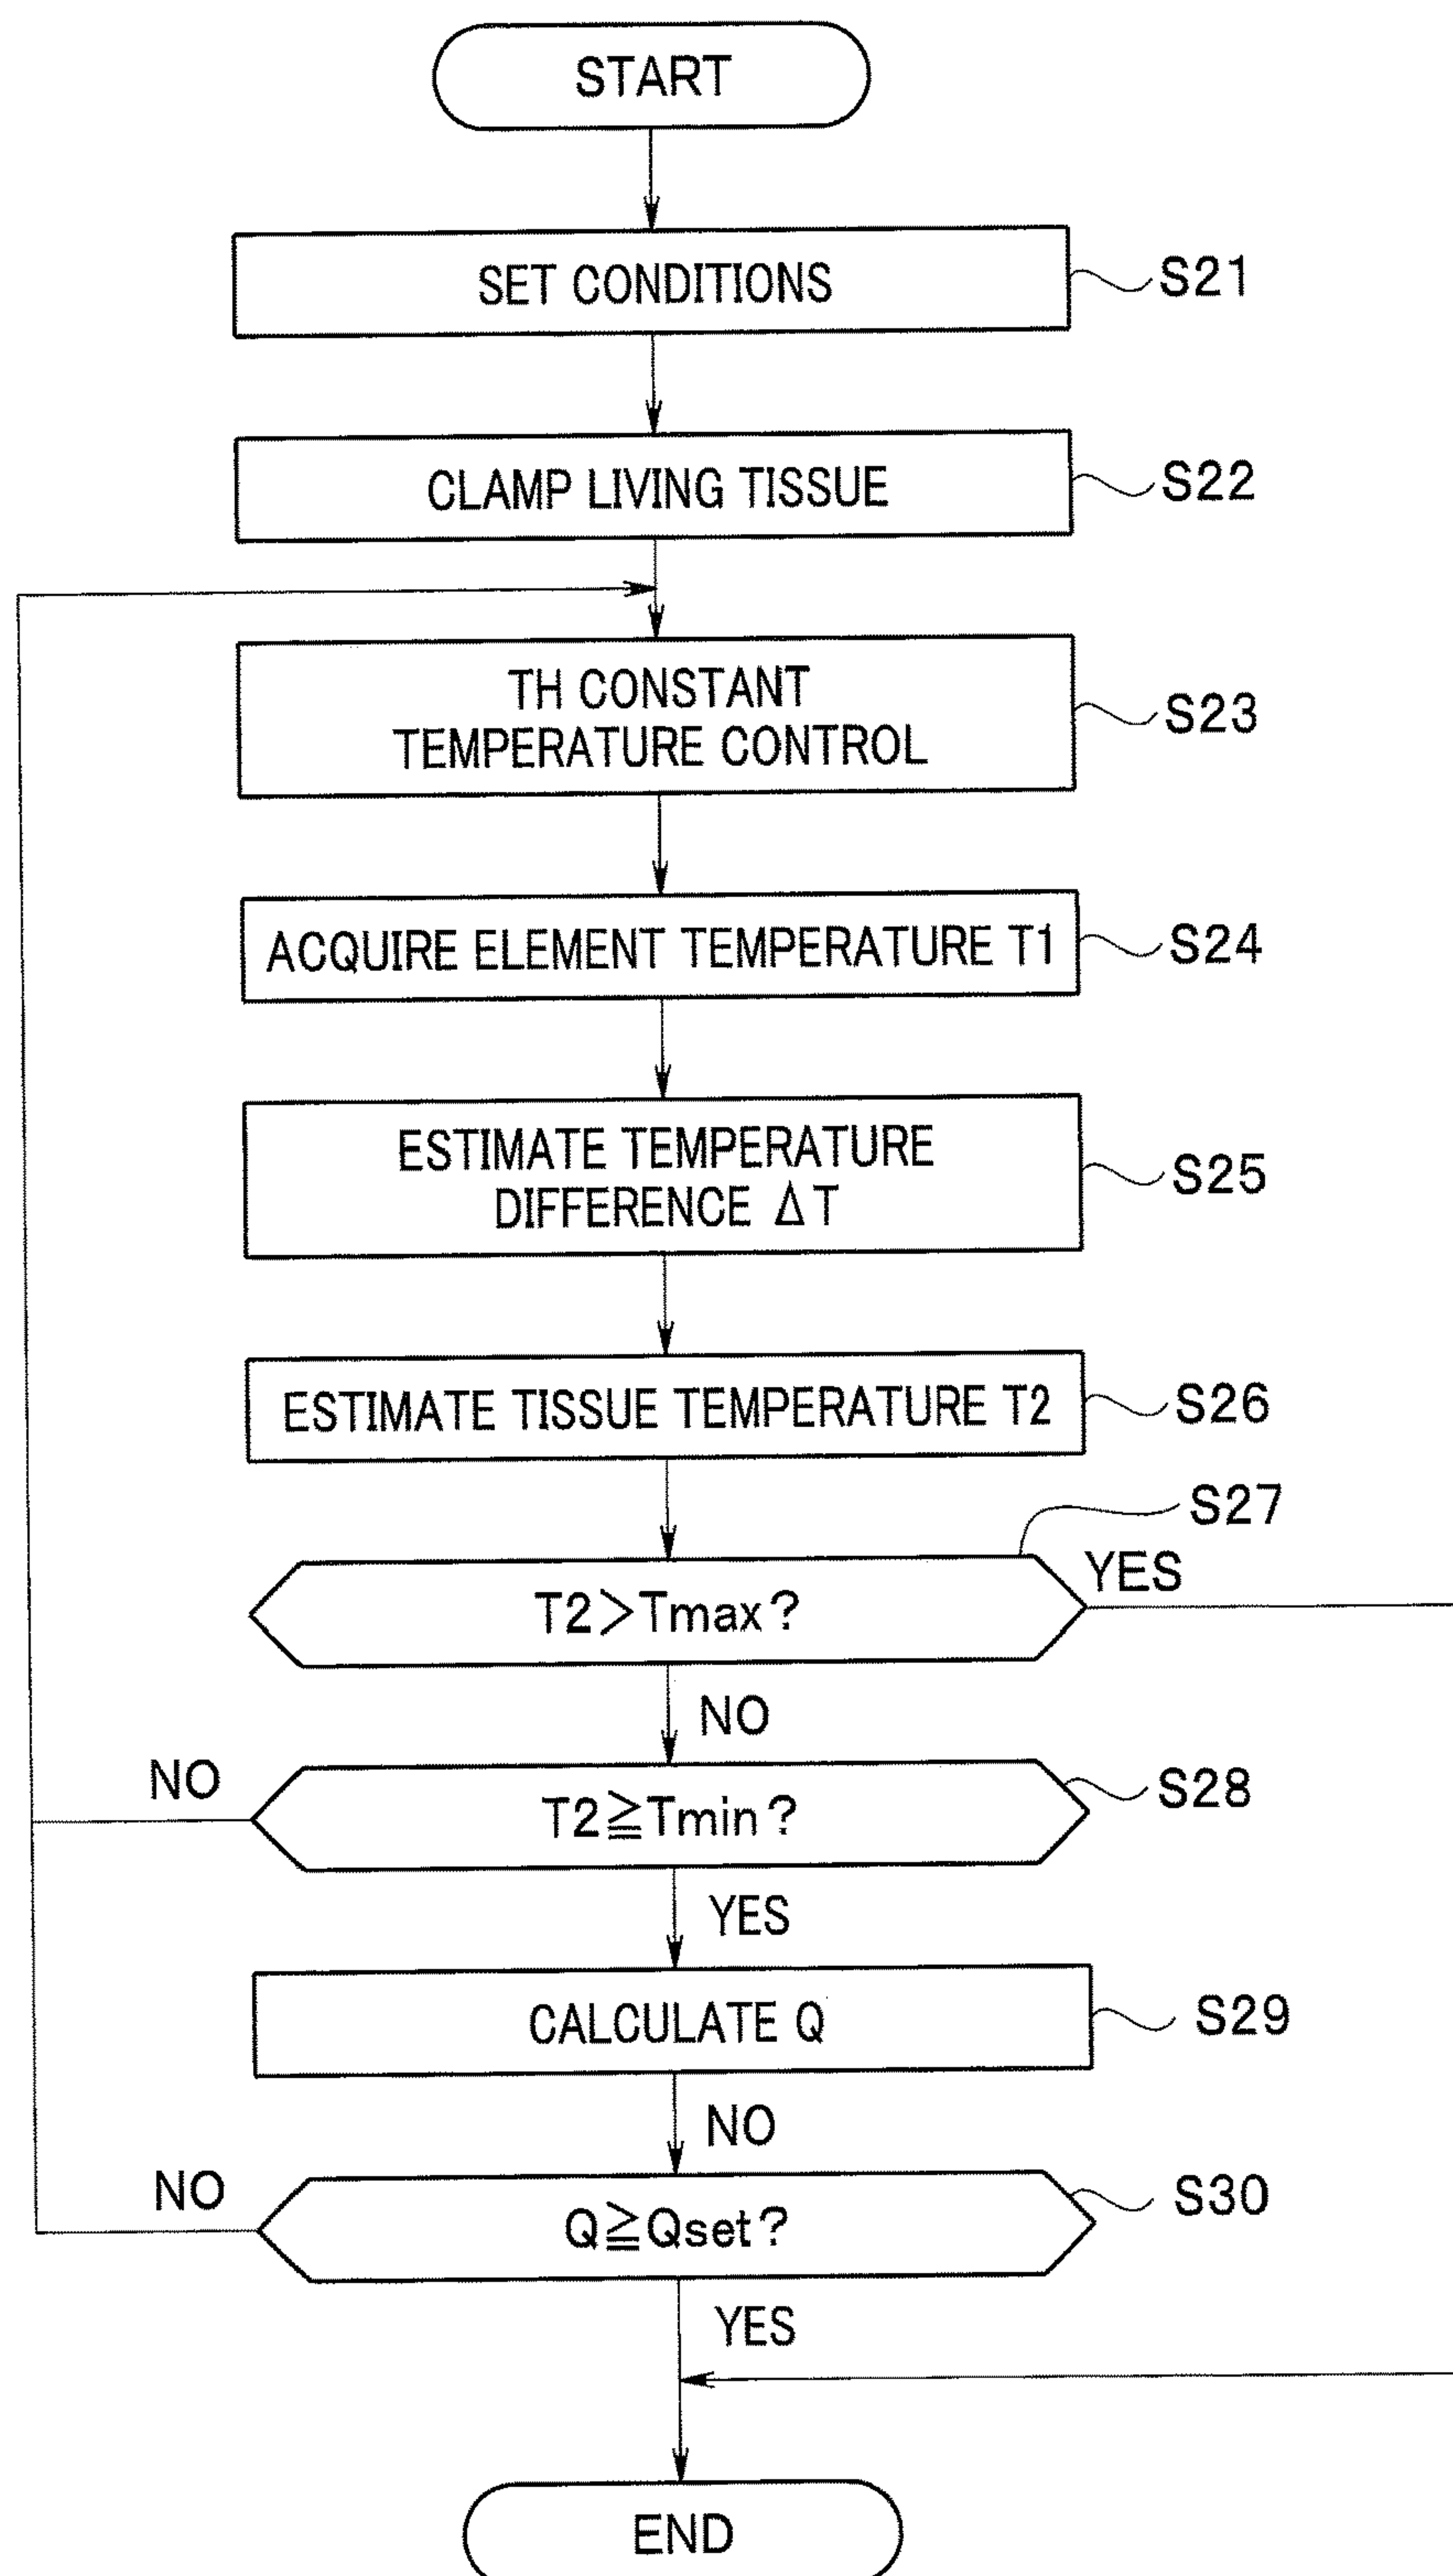 START
SET CONDITIONS
S21
CLAMP LIVING TISSUE
S22
TH CONSTANT
TEMPERATURE CONTROL
S23
ACQUIRE ELEMENT TEMPERATURE T1
S24
ESTIMATE TEMPERATURE
DIFFERENCE ΔT
S25
ESTIMATE TISSUE TEMPERATURE T2
S26
S27
T2>Tmax?
YES
NO
NO
T2≧Tmin?
S28
YES
CALCULATE Q
S29
NO
NO
Q≧Qset?
S30
YES
END